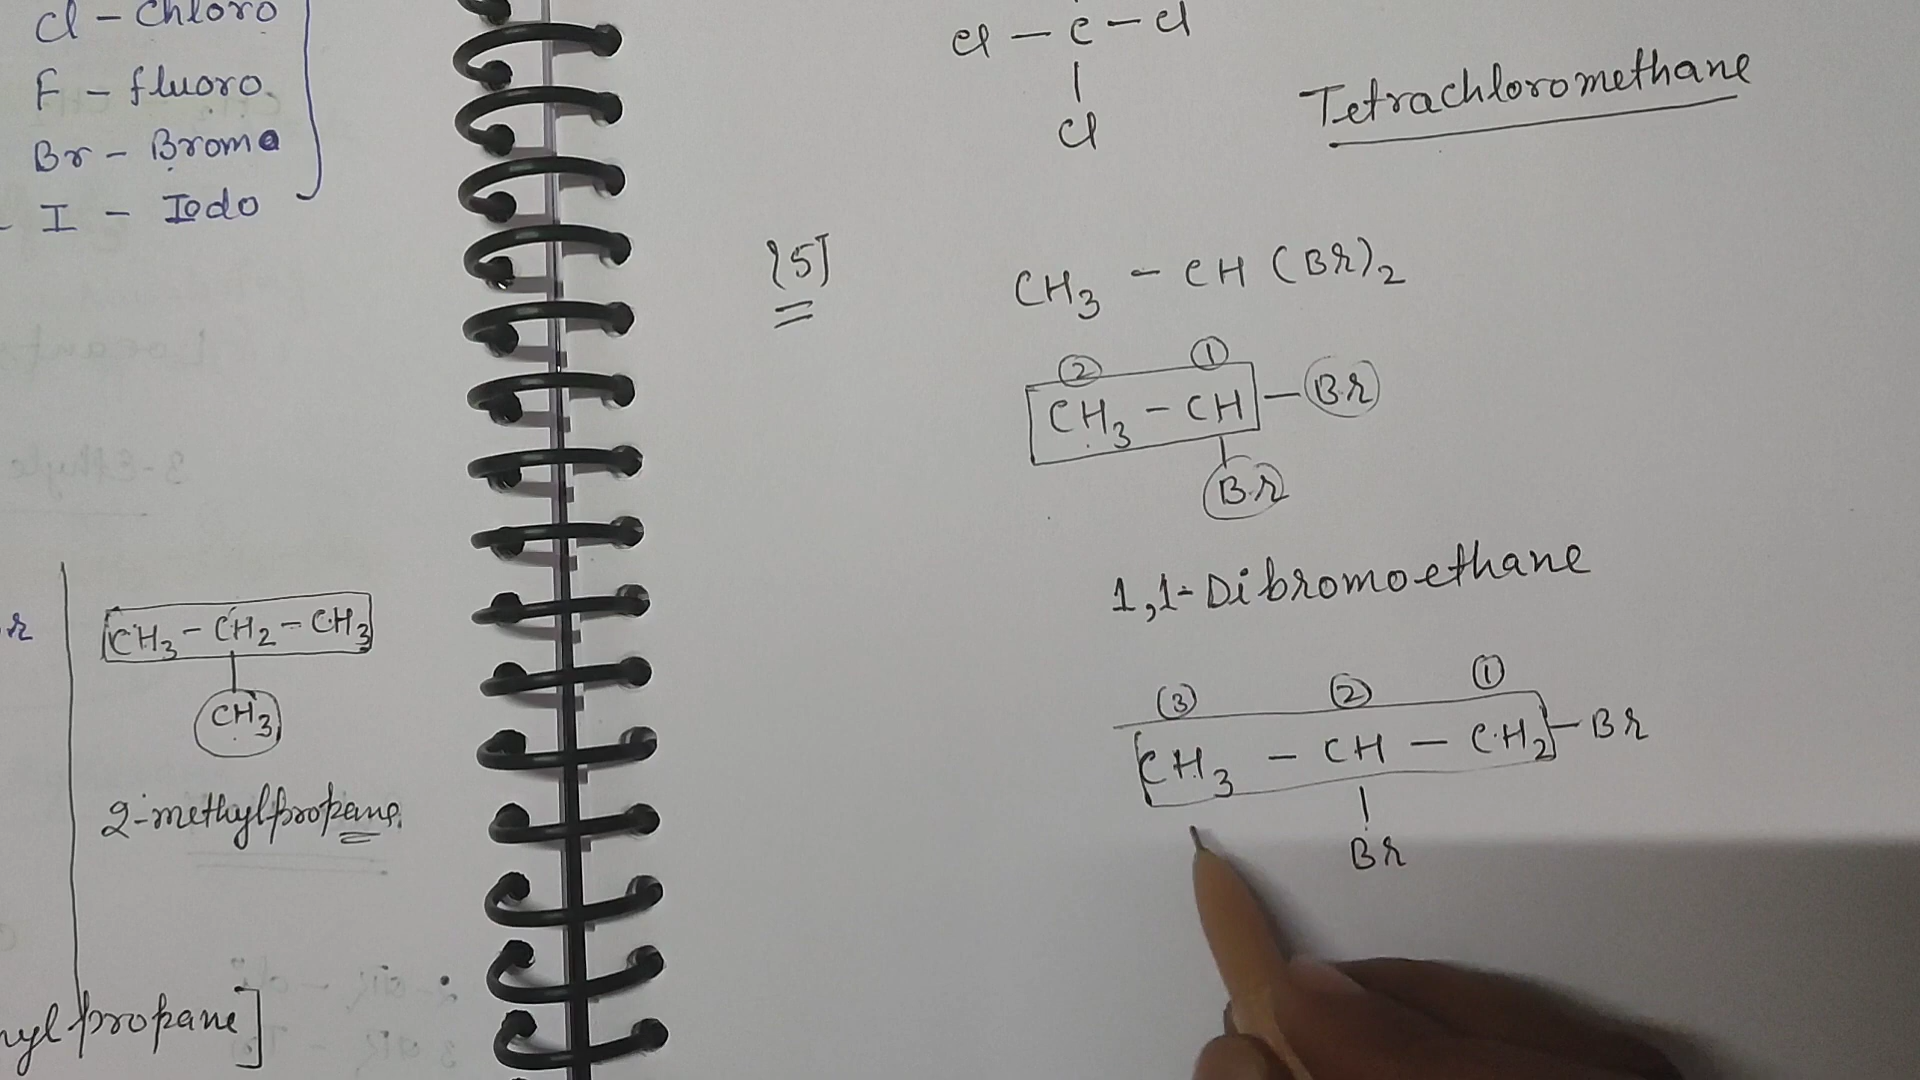 Cl - Chloro
F - fluoro.
Br - Bromo
I - Iodo
CH3 - CH2 - CH3
CH3
2-methylpropane.
hyl propane]
Cl - C - Cl
Cl
Tetrachloromethane
[5]
CH3 - CH (Br)2
2 1
CH3 - CH - Br
Br
1,1-Dibromoethane
3 2 1
CH3 - CH - CH2 - Br
Br